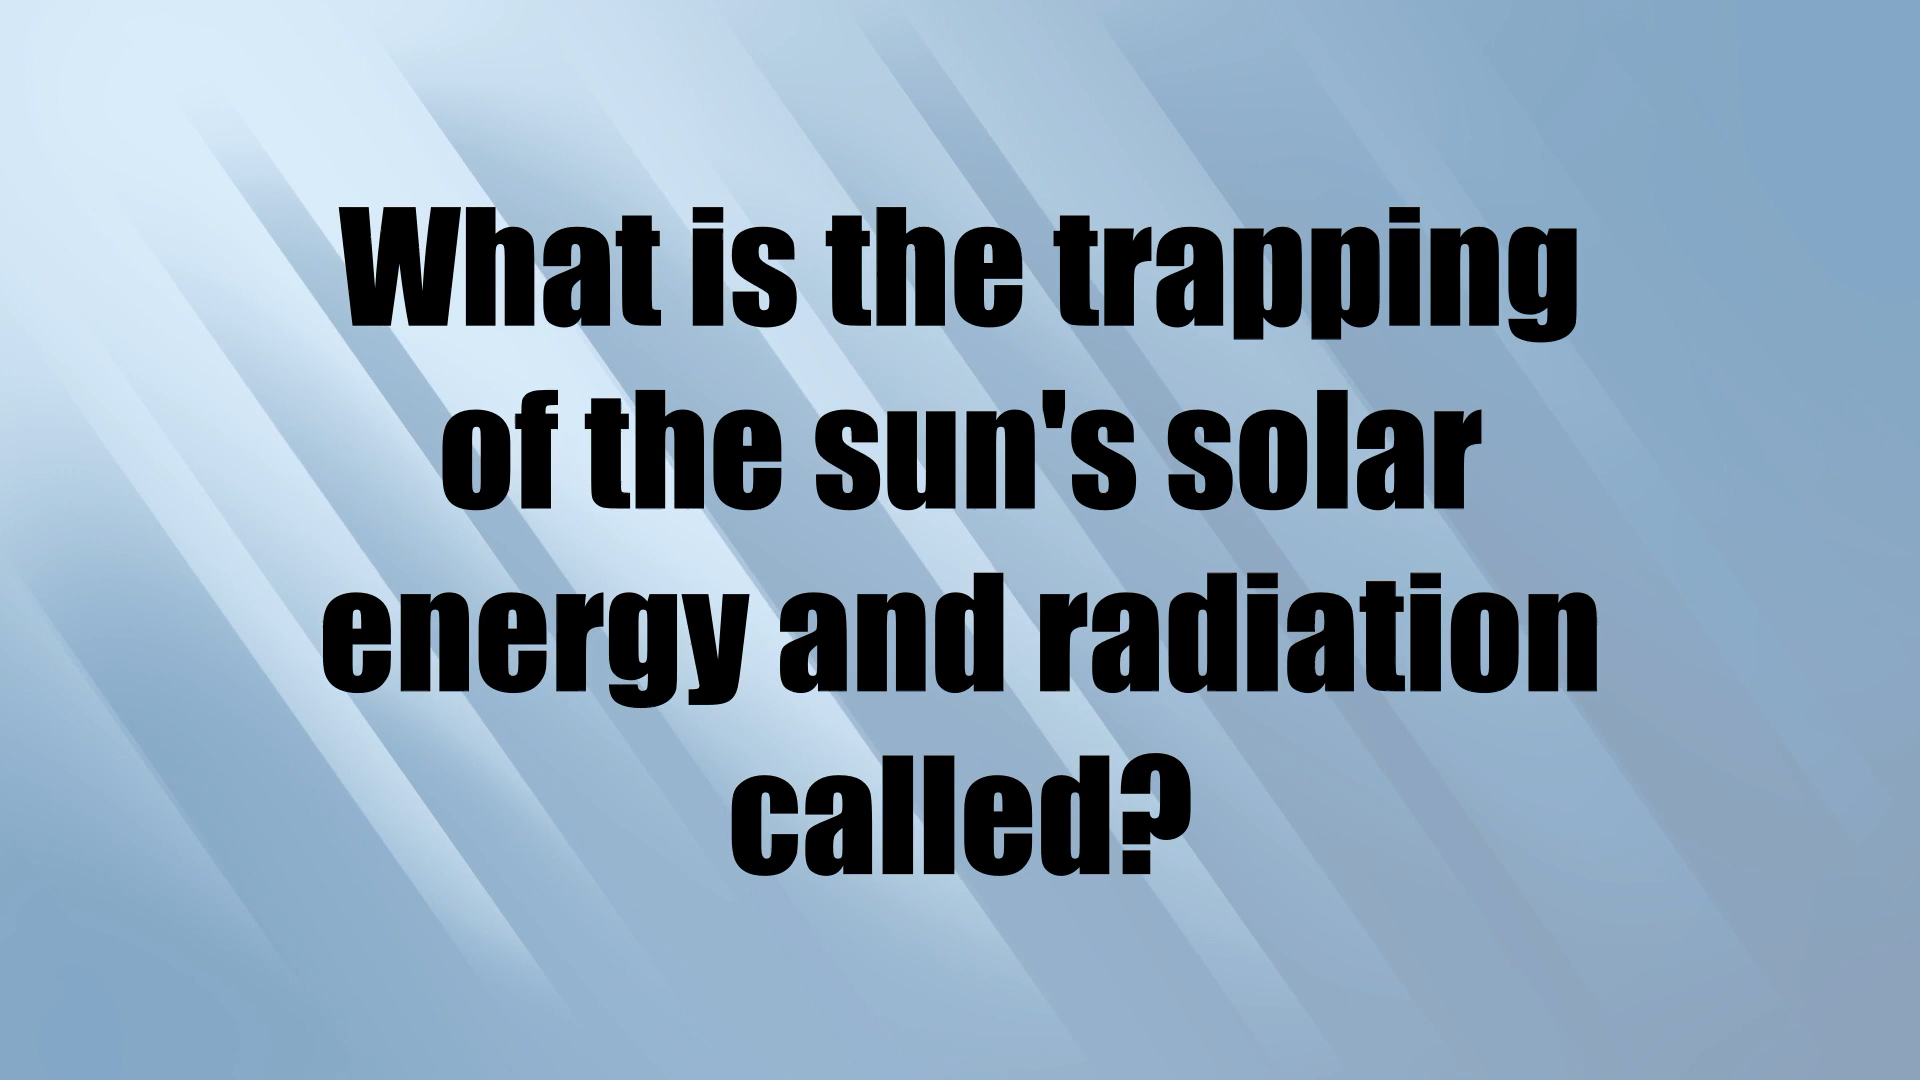 What is the trapping
of the sun's solar
energy and radiation
called?